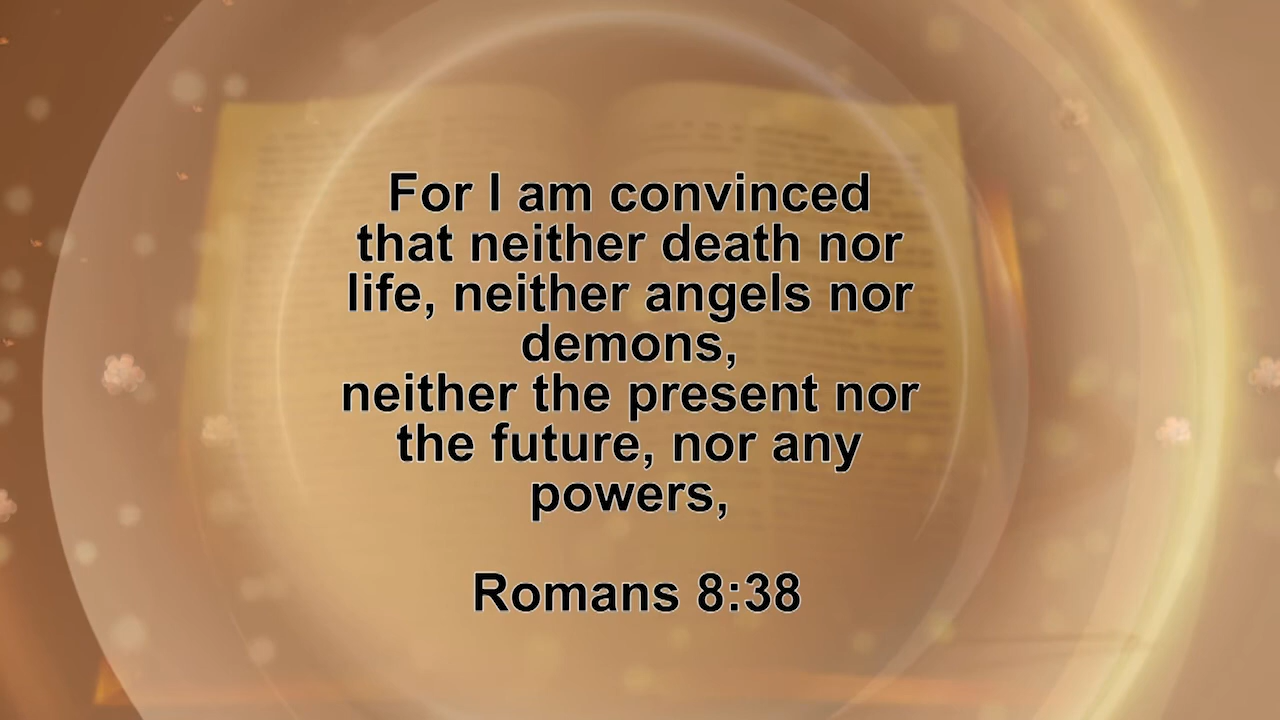 For I am convinced
that neither death nor
life, neither angels nor
demons,
neither the present nor
the future, nor any
powers,
Romans 8:38